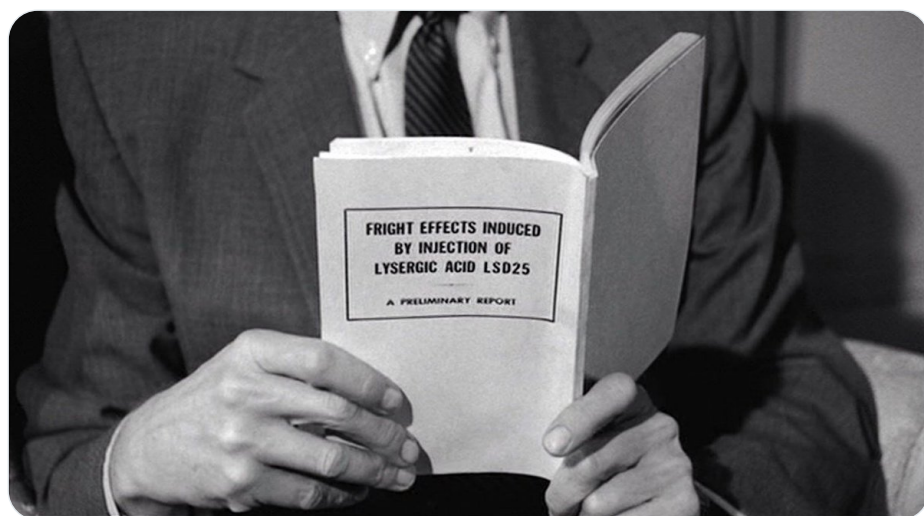 FRIGHT EFFECTS INDUCED
BY INJECTION OF
LYSERGIC ACID LSD25
A PRELIMINARY REPORT